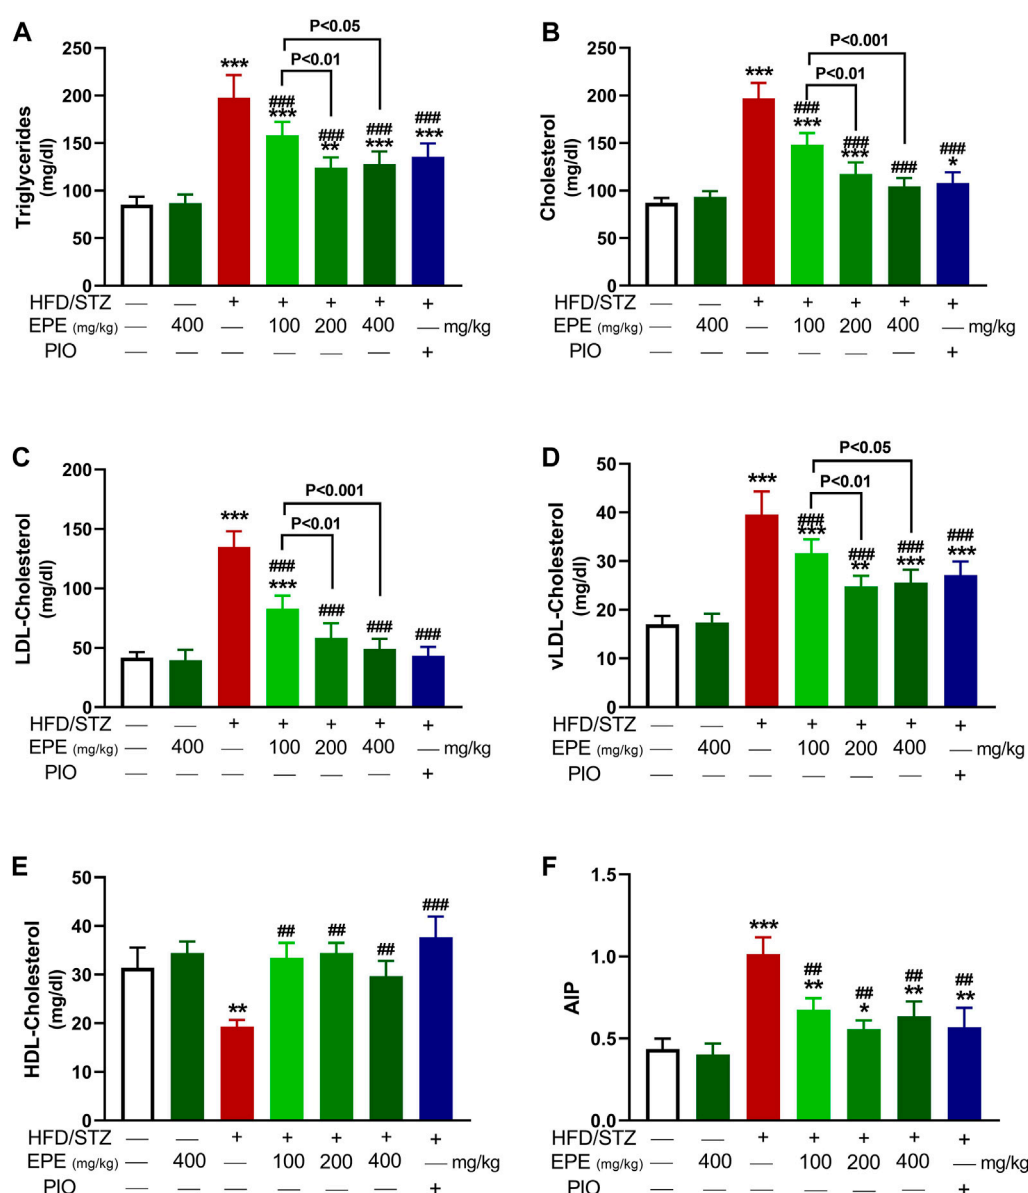 A
B
P<0.05
P<0.01
P<0.001
P<0.01
Triglycerides
(mg/dl)
250
200
150
100
50
0
***
###
***
###
**
###
***
###
***
Cholesterol
(mg/dl)
250
200
150
100
50
0
***
###
***
###
***
###
###
*
HFD/STZ — — + + + + +
EPE (mg/kg) — 400 — 100 200 400 — mg/kg
PIO — — — — — — +
HFD/STZ — — + + + + +
EPE (mg/kg) — 400 — 100 200 400 — mg/kg
PIO — — — — — — +
C
D
P<0.001
P<0.01
P<0.05
P<0.01
LDL-Cholesterol
(mg/dl)
200
150
100
50
0
***
###
***
###
###
###
vLDL-Cholesterol
(mg/dl)
50
40
30
20
10
0
***
###
***
###
**
###
***
###
***
HFD/STZ — — + + + + +
EPE (mg/kg) — 400 — 100 200 400 — mg/kg
PIO — — — — — — +
HFD/STZ — — + + + + +
EPE (mg/kg) — 400 — 100 200 400 — mg/kg
PIO — — — — — — +
E
F
HDL-Cholesterol
(mg/dl)
50
40
30
20
10
0
**
##
##
##
###
AIP
1.5
1.0
0.5
0.0
***
##
**
##
*
##
**
##
**
HFD/STZ — — + + + + +
EPE (mg/kg) — 400 — 100 200 400 — mg/kg
PIO — — — — — — +
HFD/STZ — — + + + + +
EPE (mg/kg) — 400 — 100 200 400 — mg/kg
PIO — — — — — — +